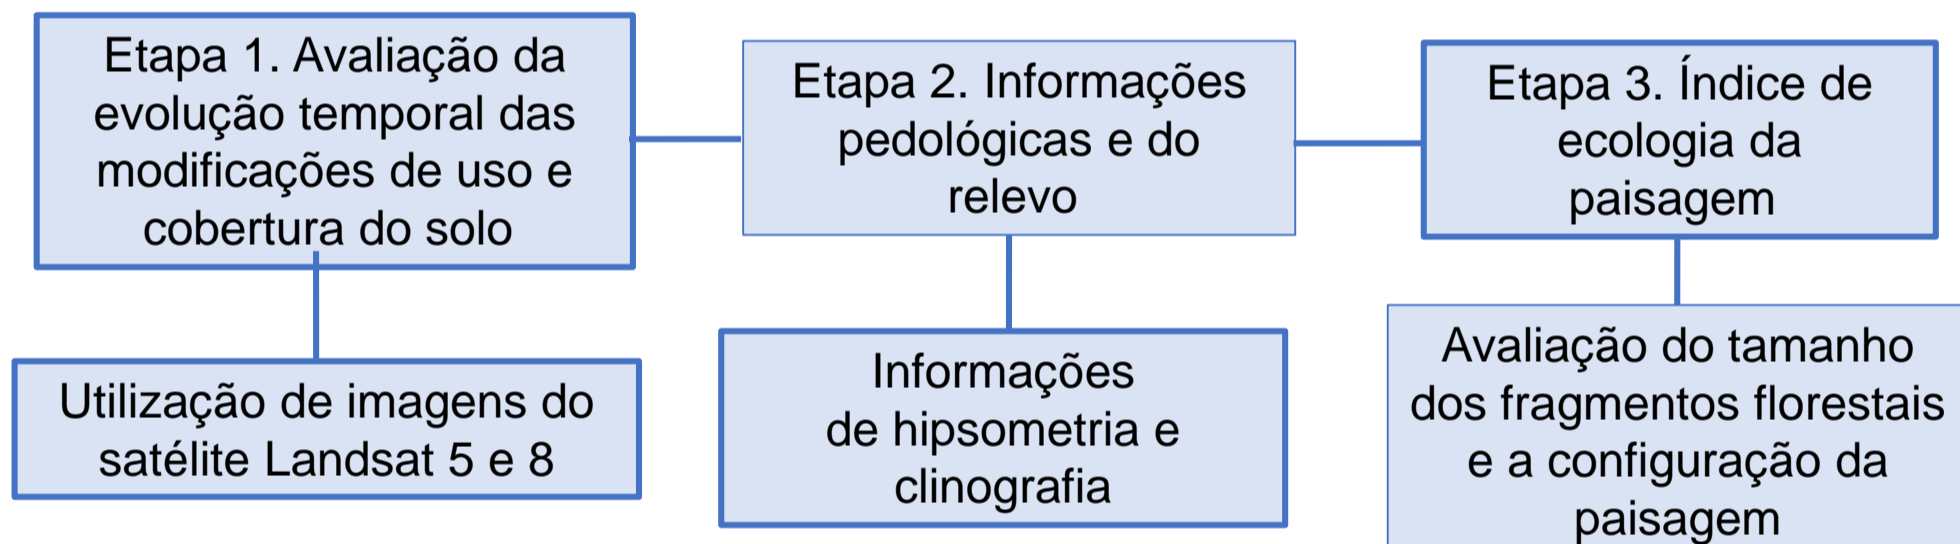 Etapa 1. Avaliação da
evolução temporal das
modificações de uso e
cobertura do solo
Etapa 2. Informações
pedológicas e do
relevo
Etapa 3. Índice de
ecologia da
paisagem
Utilização de imagens do
satélite Landsat 5 e 8
Informações
de hipsometria e
clinografia
Avaliação do tamanho
dos fragmentos florestais
e a configuração da
paisagem